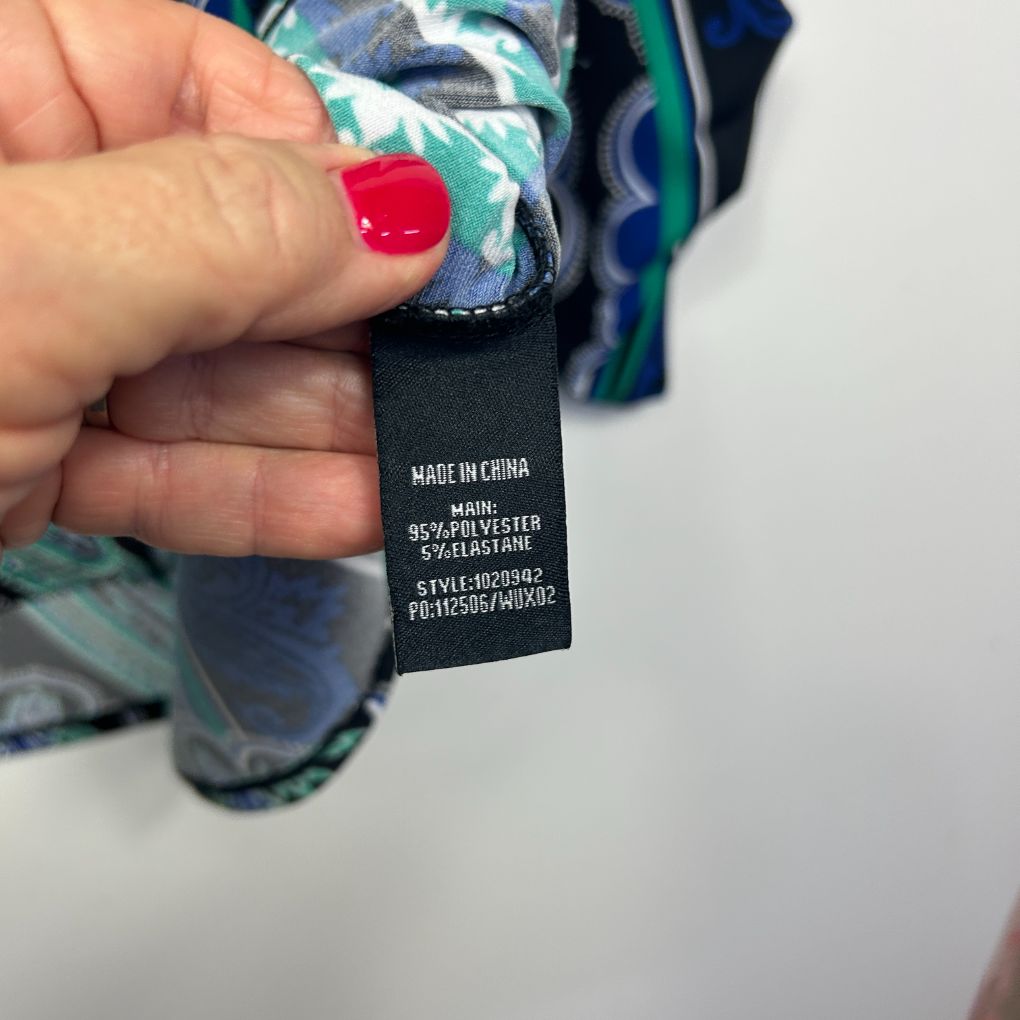 MADE IN CHINA
MAIN:
95%POLYESTER
5%ELASTANE
STYLE:1020942
PO:112506/WUX02